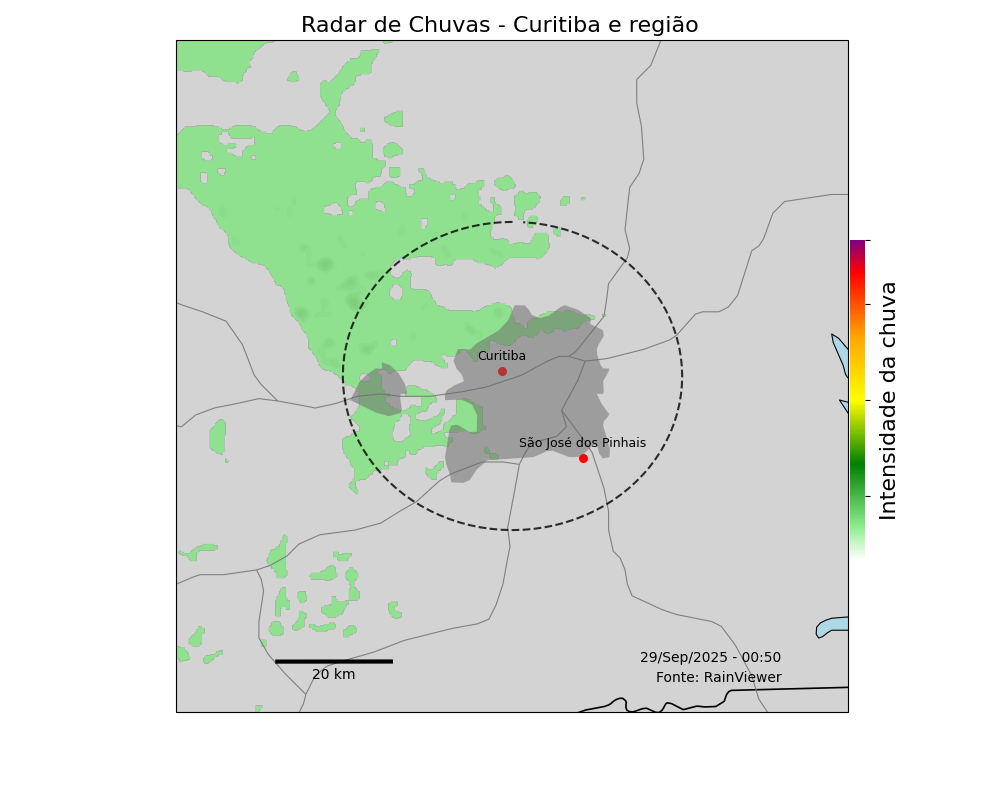 Radar de Chuvas - Curitiba e região
Curitiba
São José dos Pinhais
Intensidade da chuva
29/Sep/2025 - 00:50
Fonte: RainViewer
20 km